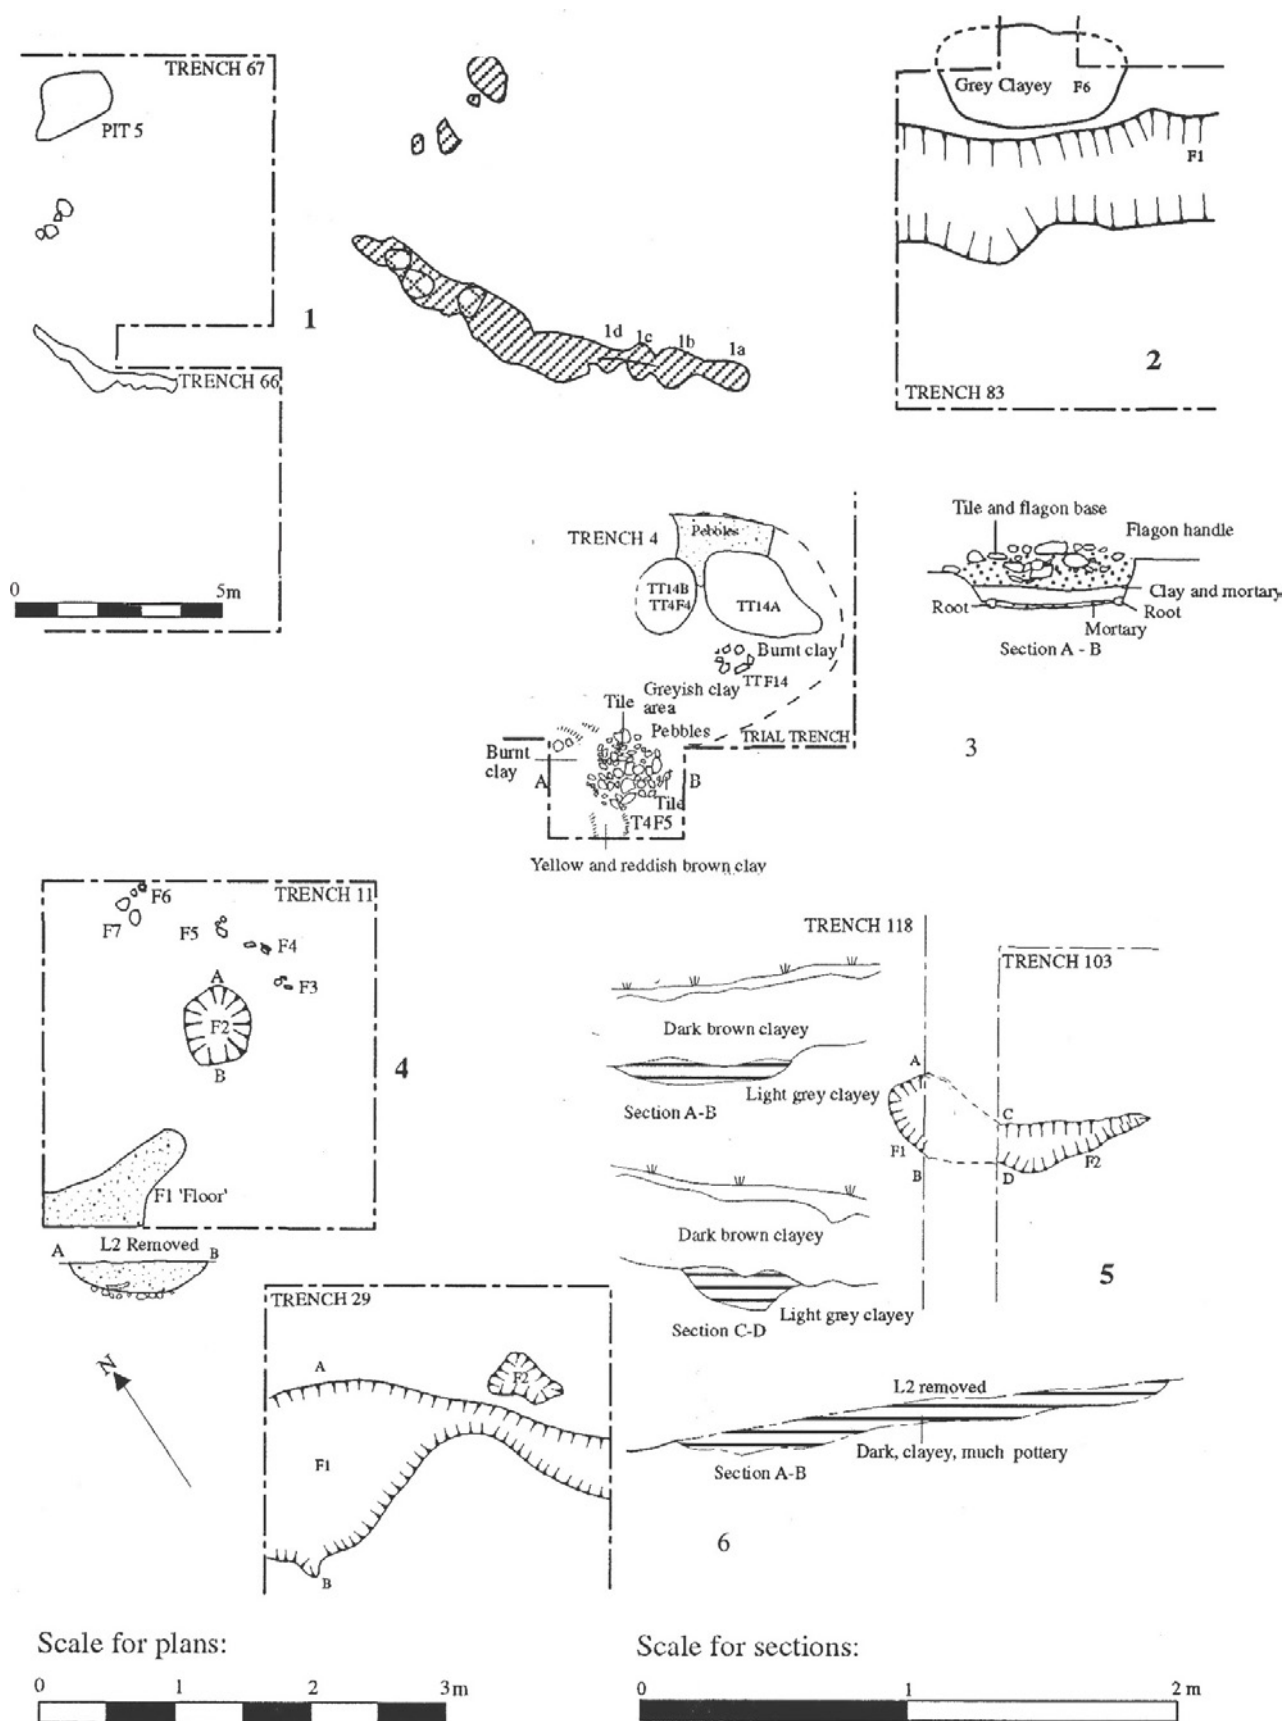 TRENCH 67
PIT 5
1
TRENCH 66
0 5m
1d 1c 1b 1a
Grey Clayey F6
F1
2
TRENCH 83
TRENCH 4
Pebbles
TT14B
TT4F4
TT14A
Burnt clay
TTF14
Greyish clay
area
Tile
Pebbles
TRIAL TRENCH
Burnt
clay
A B
Tile
T4F5
Yellow and reddish brown clay
Tile and flagon base
Flagon handle
Clay and mortary
Root Root
Mortary
Section A - B
3
TRENCH 11
F6
F7
F5
F4
F3
A
F2
B
4
F1 'Floor'
L2 Removed
A B
N
TRENCH 118
TRENCH 103
Dark brown clayey
Light grey clayey
Section A-B
A
C
F1
F2
B
D
Dark brown clayey
Light grey clayey
Section C-D
5
TRENCH 29
A
F2
F1
B
L2 removed
Dark, clayey, much pottery
Section A-B
6
Scale for plans:
0 1 2 3m
Scale for sections:
0 1 2 m